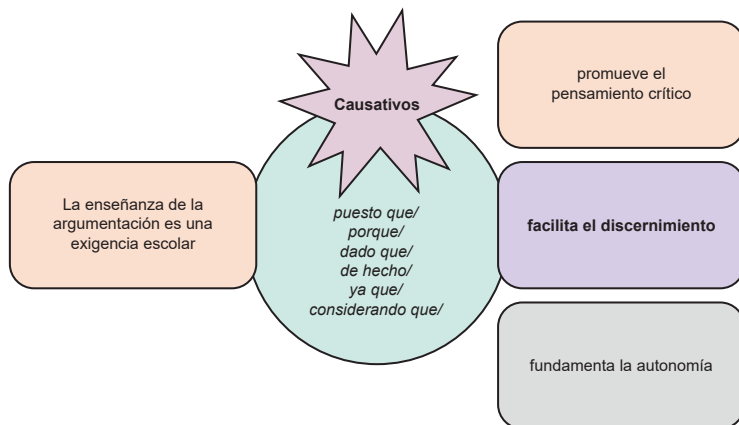 Causativos
La enseñanza de la
argumentación es una
exigencia escolar
puesto que/
porque/
dado que/
de hecho/
ya que/
considerando que/
promueve el
pensamiento crítico
facilita el discernimiento
fundamenta la autonomía